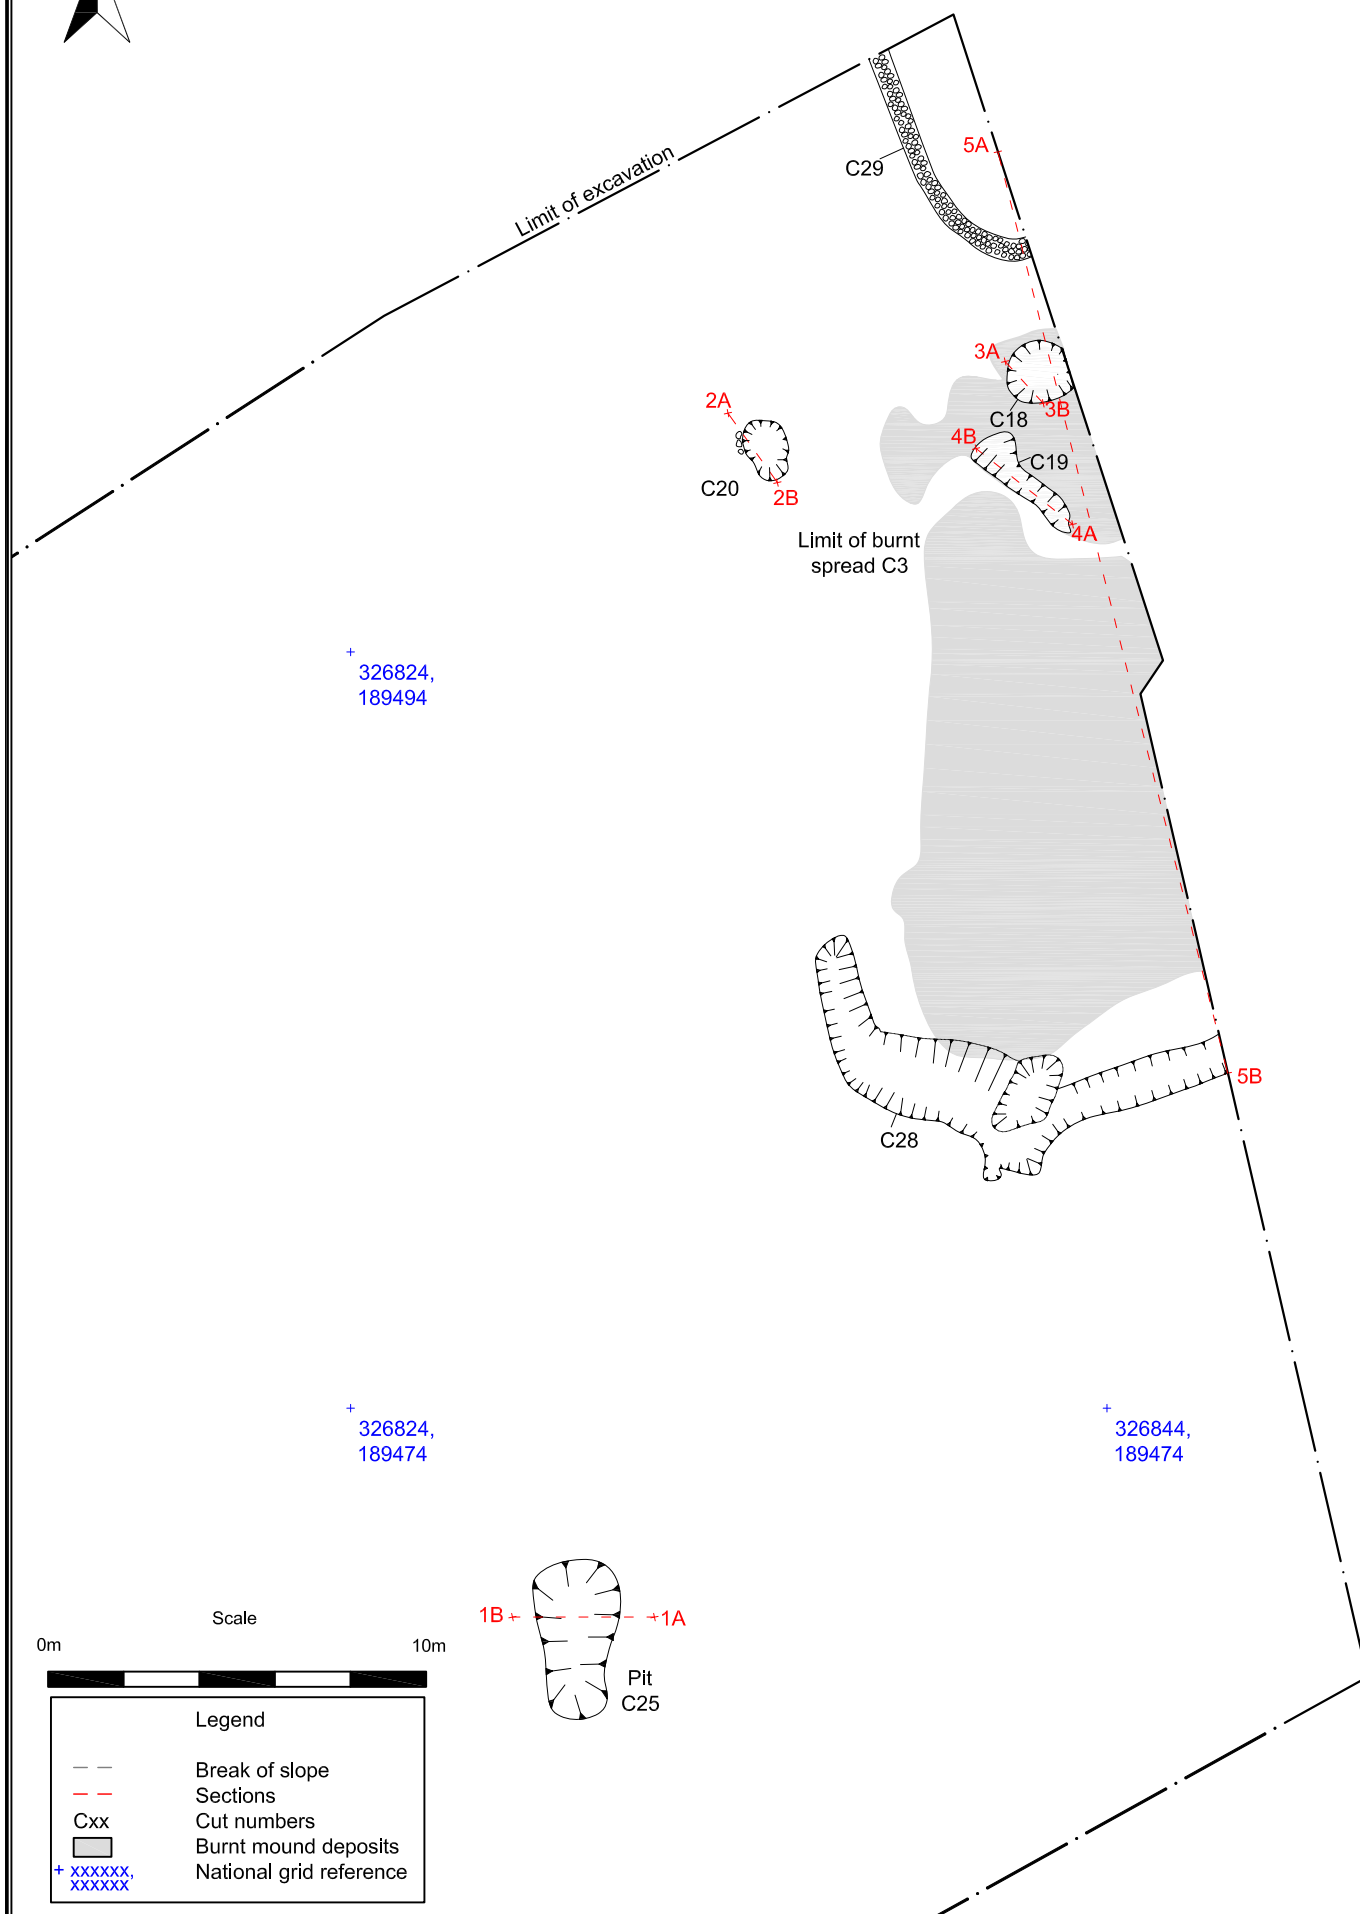 5A
C29
Limit of excavation
3A
2A
3B
C18
4B
C19
C20
2B
4A
Limit of burnt
spread C3
326824,
189494
5B
C28
326824,
189474
326844,
189474
1B
1A
Pit
C25
Scale
0m
10m
Legend
Break of slope
Sections
Cxx
Cut numbers
Burnt mound deposits
+ xxxxxx,
xxxxxx
National grid reference